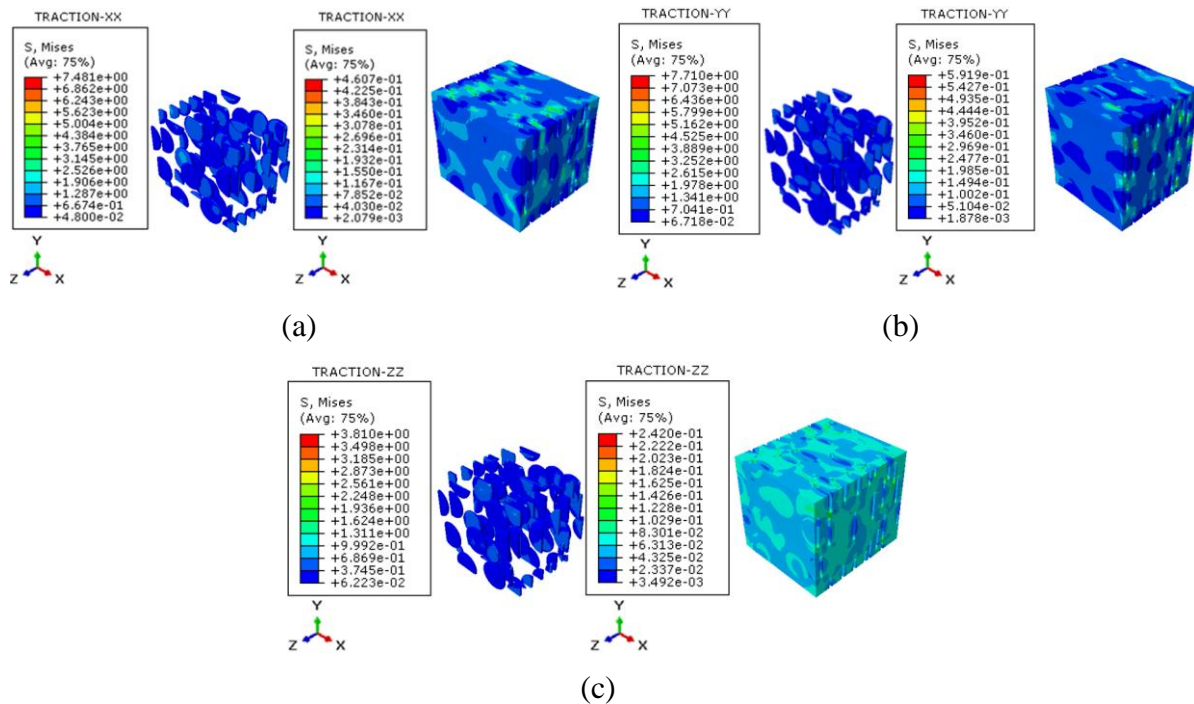 TRACTION-XX
S, Mises
(Avg: 75%)
+7.481e+00
+6.862e+00
+6.243e+00
+5.623e+00
+5.004e+00
+4.384e+00
+3.765e+00
+3.145e+00
+2.526e+00
+1.906e+00
+1.287e+00
+6.674e-01
+4.800e-02
Y
Z
X
TRACTION-XX
S, Mises
(Avg: 75%)
+4.607e-01
+4.225e-01
+3.843e-01
+3.460e-01
+3.078e-01
+2.696e-01
+2.314e-01
+1.932e-01
+1.550e-01
+1.167e-01
+7.852e-02
+4.030e-02
+2.079e-03
Y
Z
X
(a)
TRACTION-YY
S, Mises
(Avg: 75%)
+7.710e+00
+7.073e+00
+6.436e+00
+5.799e+00
+5.162e+00
+4.525e+00
+3.889e+00
+3.252e+00
+2.615e+00
+1.978e+00
+1.341e+00
+7.041e-01
+6.718e-02
Y
Z
X
TRACTION-YY
S, Mises
(Avg: 75%)
+5.919e-01
+5.427e-01
+4.935e-01
+4.444e-01
+3.952e-01
+3.460e-01
+2.969e-01
+2.477e-01
+1.985e-01
+1.494e-01
+1.002e-01
+5.104e-02
+1.878e-03
Y
Z
X
(b)
TRACTION-ZZ
S, Mises
(Avg: 75%)
+3.810e+00
+3.498e+00
+3.185e+00
+2.873e+00
+2.561e+00
+2.248e+00
+1.936e+00
+1.624e+00
+1.311e+00
+9.992e-01
+6.869e-01
+3.745e-01
+6.223e-02
Y
Z
X
TRACTION-ZZ
S, Mises
(Avg: 75%)
+2.420e-01
+2.222e-01
+2.023e-01
+1.824e-01
+1.625e-01
+1.426e-01
+1.228e-01
+1.029e-01
+8.301e-02
+6.313e-02
+4.325e-02
+2.337e-02
+3.492e-03
Y
Z
X
(c)